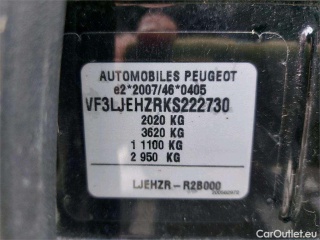 AUTOMOBILES PEUGEOT
e2*2007/46*0405
VF3LJEHZRKS222730
2020 KG
3620 KG
1 1100 KG
2 950 KG
LJEHZR.- R2B000
CarOutlet.eu